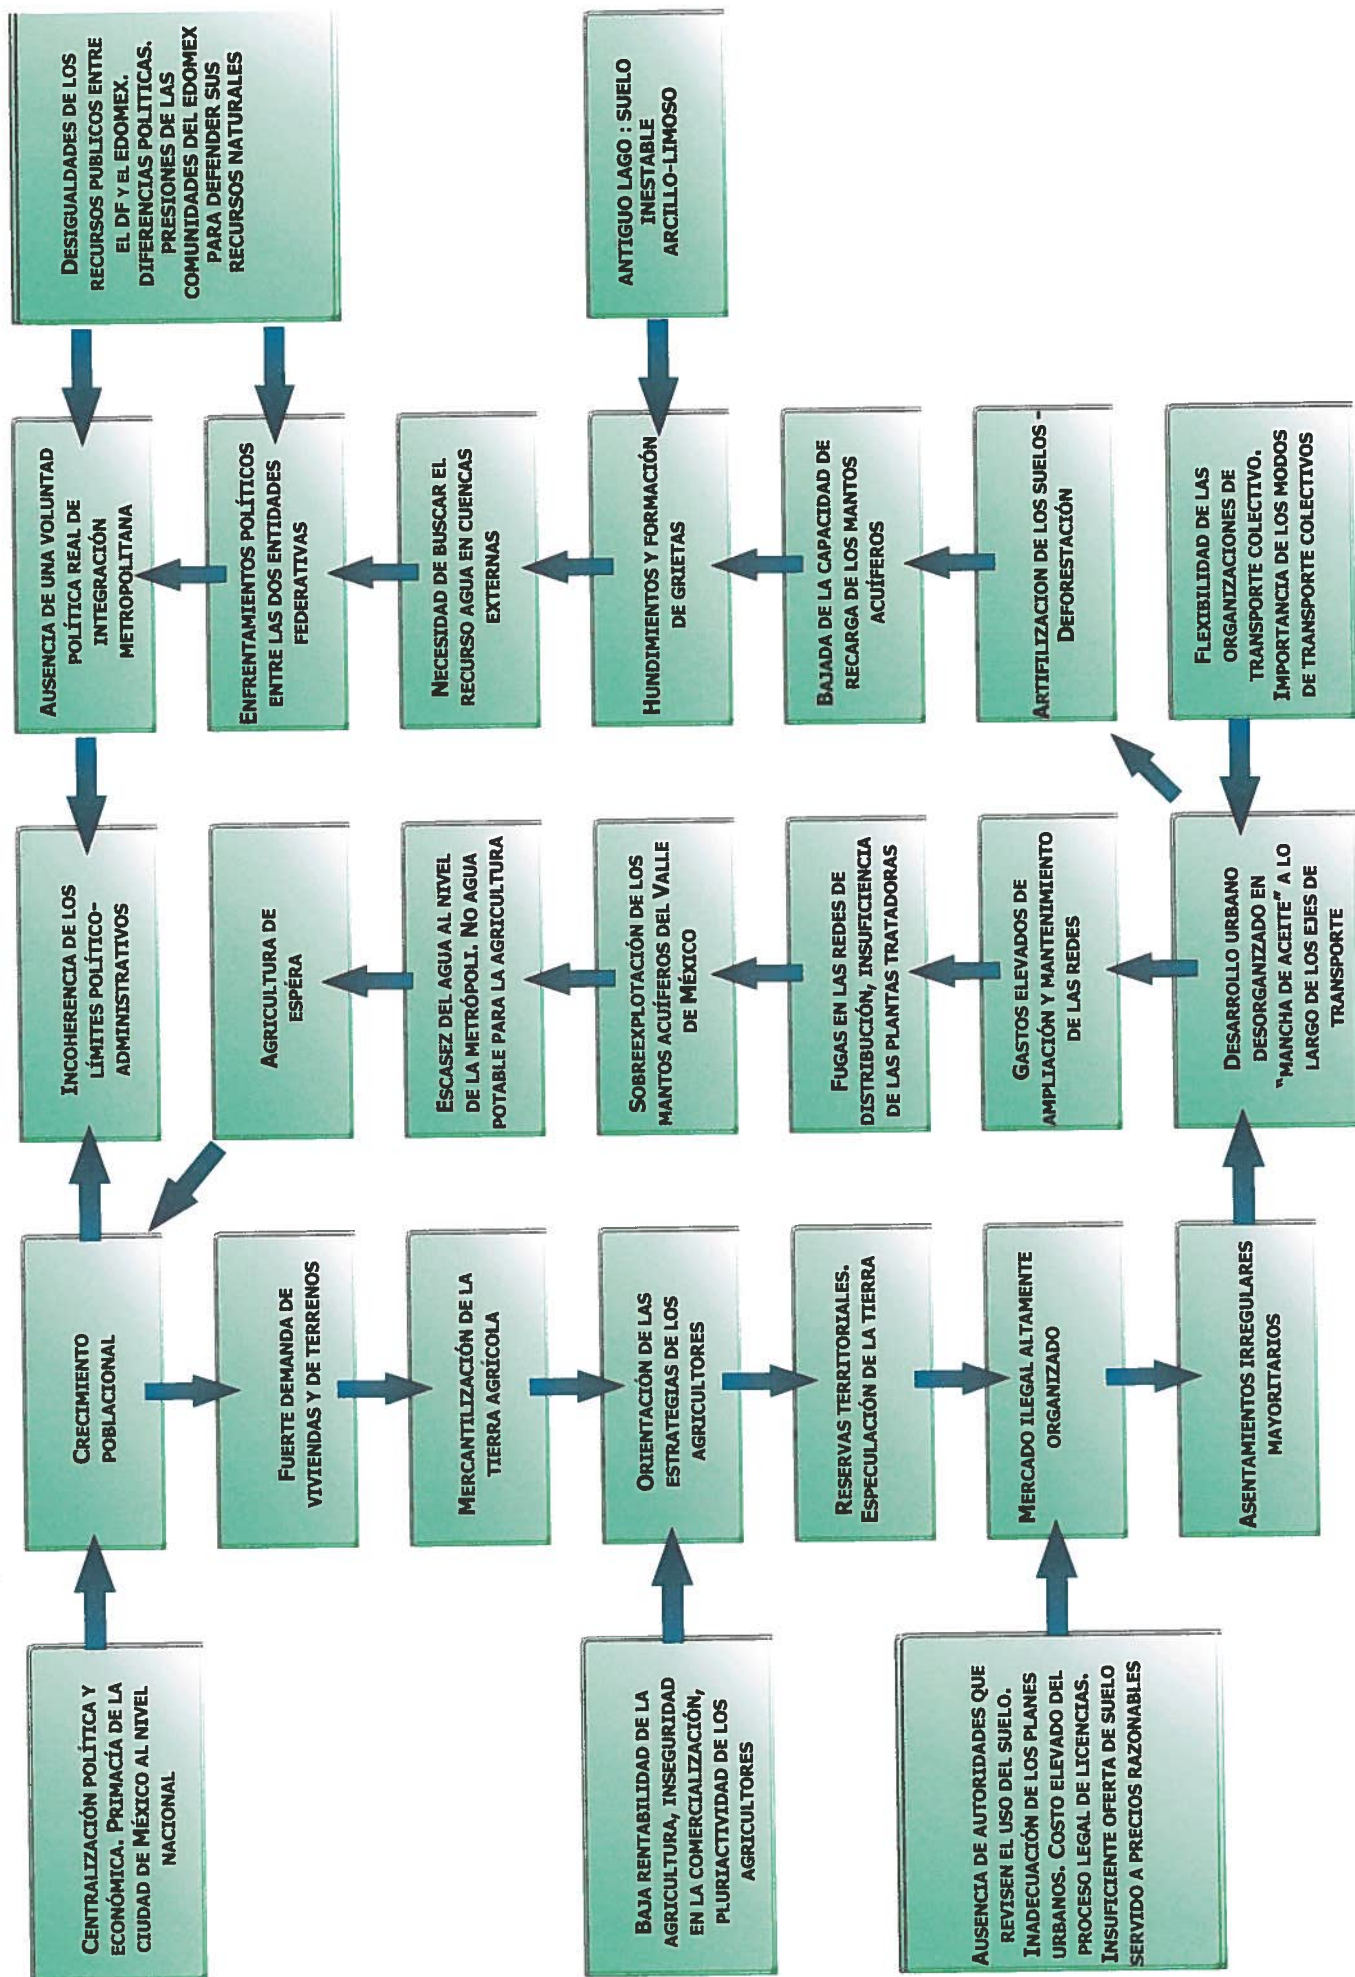 CENTRALIZACIÓN POLÍTICA Y
ECONÓMICA. PRIMACÍA DE LA
CIUDAD DE MÉXICO AL NIVEL
NACIONAL
BAJA RENTABILIDAD DE LA
AGRICULTURA, INSEGURIDAD
EN LA COMERCIALIZACIÓN,
PLURIACTIVIDAD DE LOS
AGRICULTORES
AUSENCIA DE AUTORIDADES QUE
REVISEN EL USO DEL SUELO.
INADECUACIÓN DE LOS PLANES
URBANOS. COSTO ELEVADO DEL
PROCESO LEGAL DE LICENCIAS.
INSUFICIENTE OFERTA DE SUELO
SERVIDO A PRECIOS RAZONABLES
CRECIMIENTO
POBLACIONAL
FUERTE DEMANDA DE
VIVIENDAS Y DE TERRENOS
MERCANTILIZACIÓN DE LA
TIERRA AGRÍCOLA
ORIENTACIÓN DE LAS
ESTRATEGIAS DE LOS
AGRICULTORES
RESERVAS TERRITORIALES.
ESPECULACIÓN DE LA TIERRA
MERCADO ILEGAL ALTAMENTE
ORGANIZADO
ASENTAMIENTOS IRREGULARES
MAYORITARIOS
INCOHERENCIA DE LOS
LÍMITES POLÍTICO-
ADMINISTRATIVOS
AGRICULTURA DE
ESPÉRA
ESCASEZ DEL AGUA AL NIVEL
DE LA METRÓPOLI. NO AGUA
POTABLE PARA LA AGRICULTURA
SOBREEXPLOTACIÓN DE LOS
MANTOS ACUÍFEROS DEL VALLE
DE MÉXICO
FUGAS EN LAS REDES DE
DISTRIBUCIÓN, INSUFICIENCIA
DE LAS PLANTAS TRATADORAS
GASTOS ELEVADOS DE
AMPLIACIÓN Y MANTENIMIENTO
DE LAS REDES
DESARROLLO URBANO
DESORGANIZADO EN
"MANCHA DE ACEITE" A LO
LARGO DE LOS EJES DE
TRANSPORTE
AUSENCIA DE UNA VOLUNTAD
POLÍTICA REAL DE
INTEGRACIÓN
METROPOLITANA
ENFRENTAMIENTOS POLÍTICOS
ENTRE LAS DOS ENTIDADES
FEDERATIVAS
NECESIDAD DE BUSCAR EL
RECURSO AGUA EN CUENCAS
EXTERNAS
HUNDIMIENTOS Y FORMACIÓN
DE GRIETAS
BAJADA DE LA CAPACIDAD DE
RECARGA DE LOS MANTOS
ACUÍFEROS
ARTIFILIZACION DE LOS SUELOS -
DEFORESTACIÓN
FLEXIBILIDAD DE LAS
ORGANIZACIONES DE
TRANSPORTE COLECTIVO.
IMPORTANCIA DE LOS MODOS
DE TRANSPORTE COLECTIVOS
DESIGUALDADES DE LOS
RECURSOS PUBLICOS ENTRE
EL DF Y EL EDOMEX.
DIFERENCIAS POLITICAS.
PRESIONES DE LAS
COMUNIDADES DEL EDOMEX
PARA DEFENDER SUS
RECURSOS NATURALES
ANTIGUO LAGO : SUELO
INESTABLE
ARCILLO-LIMOSO